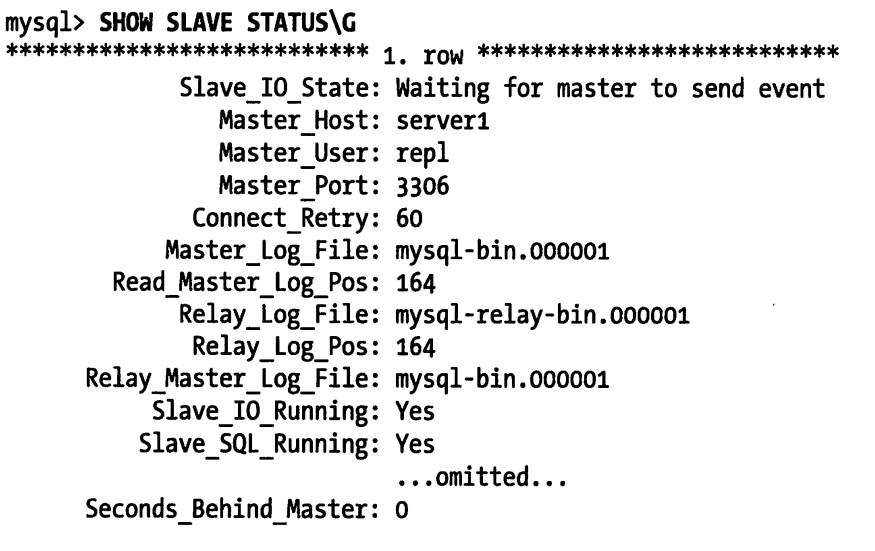 mysql> SHOW SLAVE STATUS\G
*************************** 1. row ***************************
Slave_IO_State: Waiting for master to send event
Master_Host: server1
Master_User: repl
Master_Port: 3306
Connect_Retry: 60
Master_Log_File: mysql-bin.000001
Read_Master_Log_Pos: 164
Relay_Log_File: mysql-relay-bin.000001
Relay_Log_Pos: 164
Relay_Master_Log_File: mysql-bin.000001
Slave_IO_Running: Yes
Slave_SQL_Running: Yes
...omitted...
Seconds_Behind_Master: 0